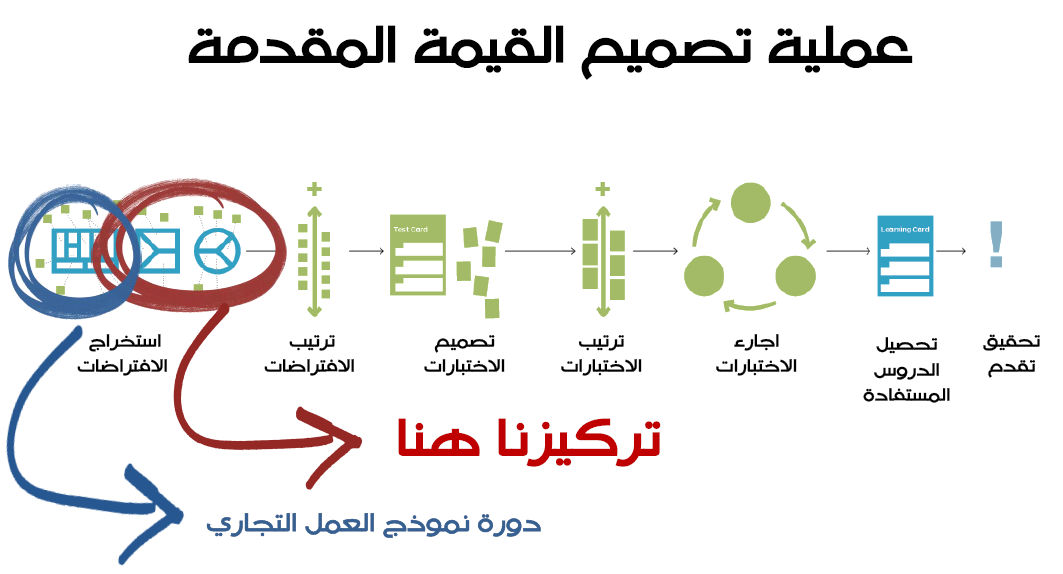 عملية تصميم القيمة المقدمة
+
+
Test Card
Learning Card
!
استخراج
الافتراضات
ترتيب
الافتراضات
تصميم
الاختبارات
ترتيب
الاختبارات
اجارء
الاختبارات
تحصيل
الدروس
المستفادة
تحقيق
تقدم
تركيزنا هنا
دورة نموذج العمل التجاري